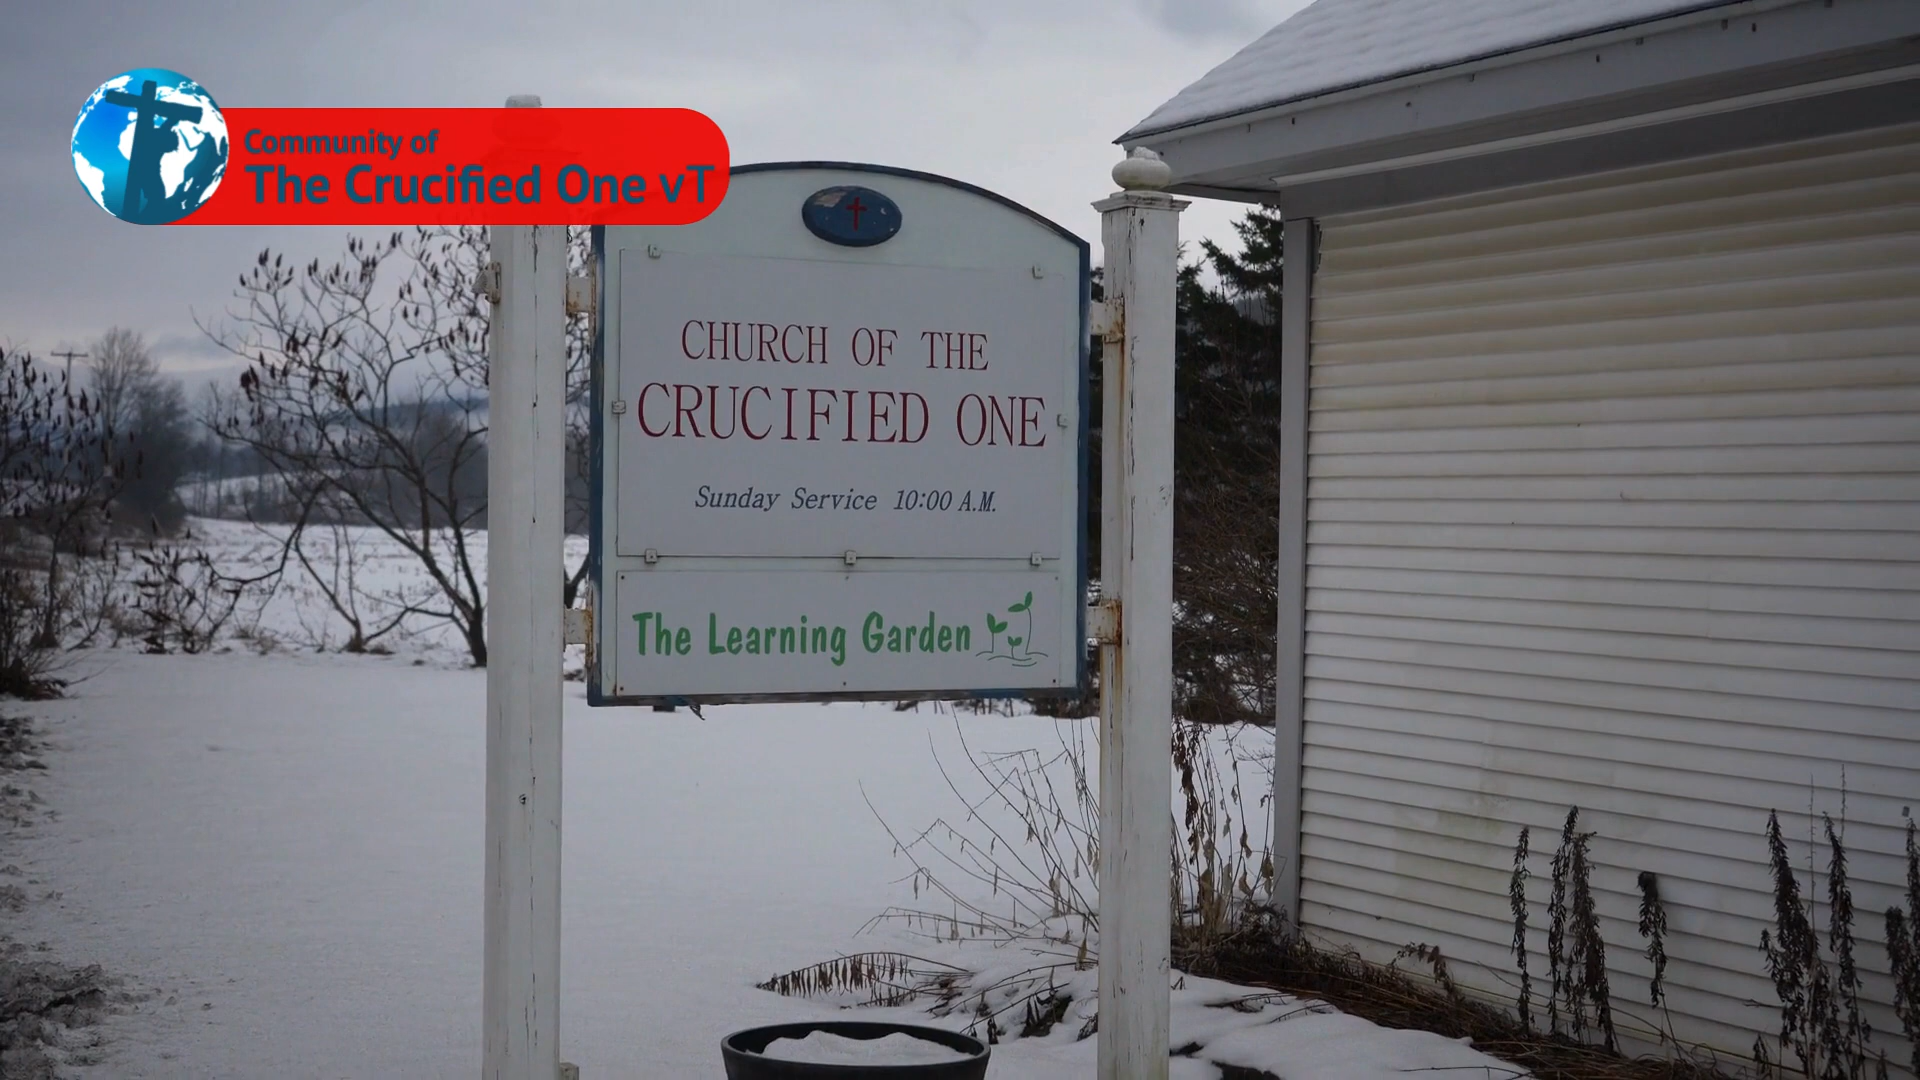 Community of
The Crucified One vT
CHURCH OF THE
CRUCIFIED ONE
Sunday Service 10:00 A.M.
The Learning Garden